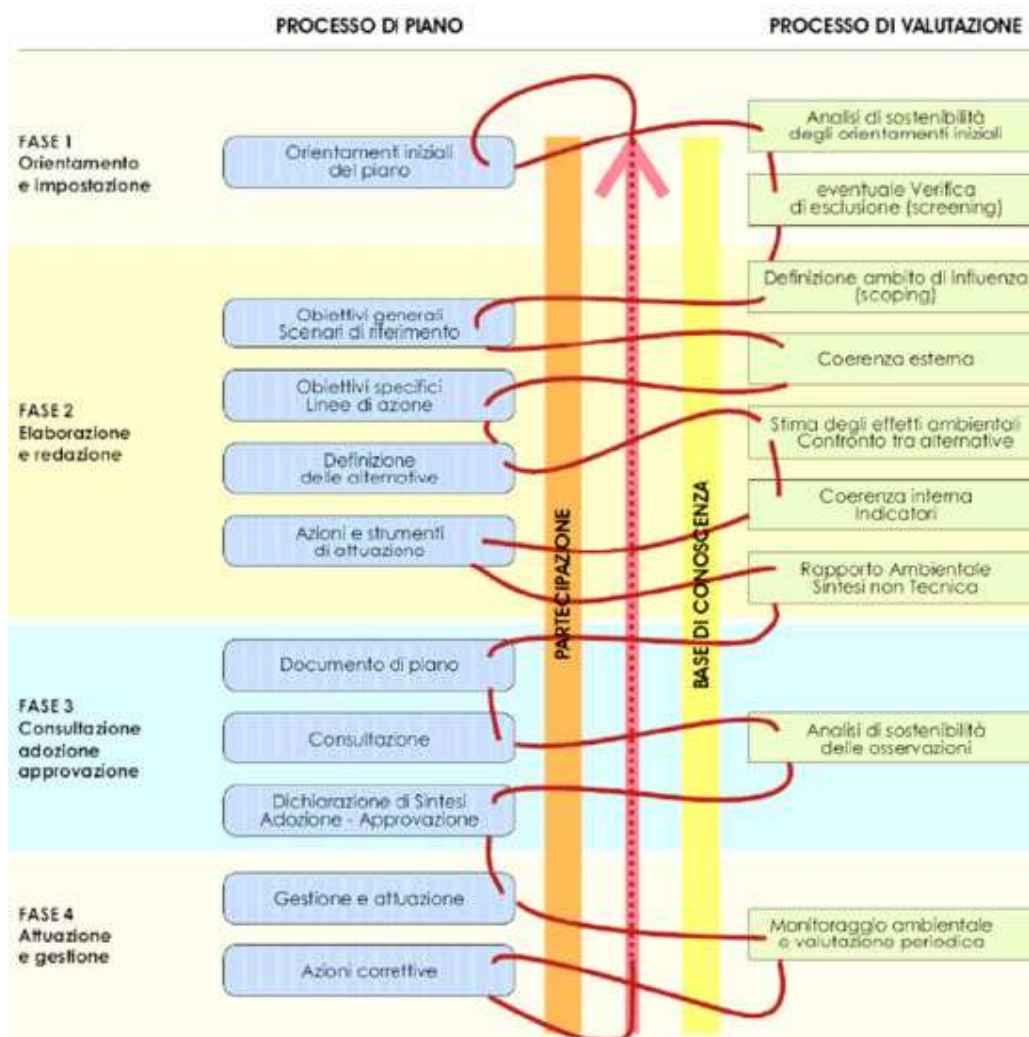 PROCESSO DI PIANO
PROCESSO DI VALUTAZIONE
FASE 1
Orientamento
e impostazione
Orientamenti iniziali
del piano
Analisi di sostenibilità
degli orientamenti iniziali
eventuale Verifica
di esclusione (screening)
FASE 2
Elaborazione
e redazione
Obiettivi generali
Scenari di riferimento
Obiettivi specifici
Linee di azione
Definizione
delle alternative
Azioni e strumenti
di attuazione
Definizione ambito di influenza
(scoping)
Coerenza esterna
Stima degli effetti ambientali
Confronto tra alternative
Coerenza interna
Indicatori
Rapporto Ambientale
Sintesi non Tecnica
PARTECIPAZIONE
BASE DI CONOSCENZA
FASE 3
Consultazione
adozione
approvazione
Documento di piano
Consultazione
Dichiarazione di Sintesi
Adozione - Approvazione
Analisi di sostenibilità
delle osservazioni
FASE 4
Attuazione
e gestione
Gestione e attuazione
Azioni correttive
Monitoraggio ambientale
e valutazione periodica